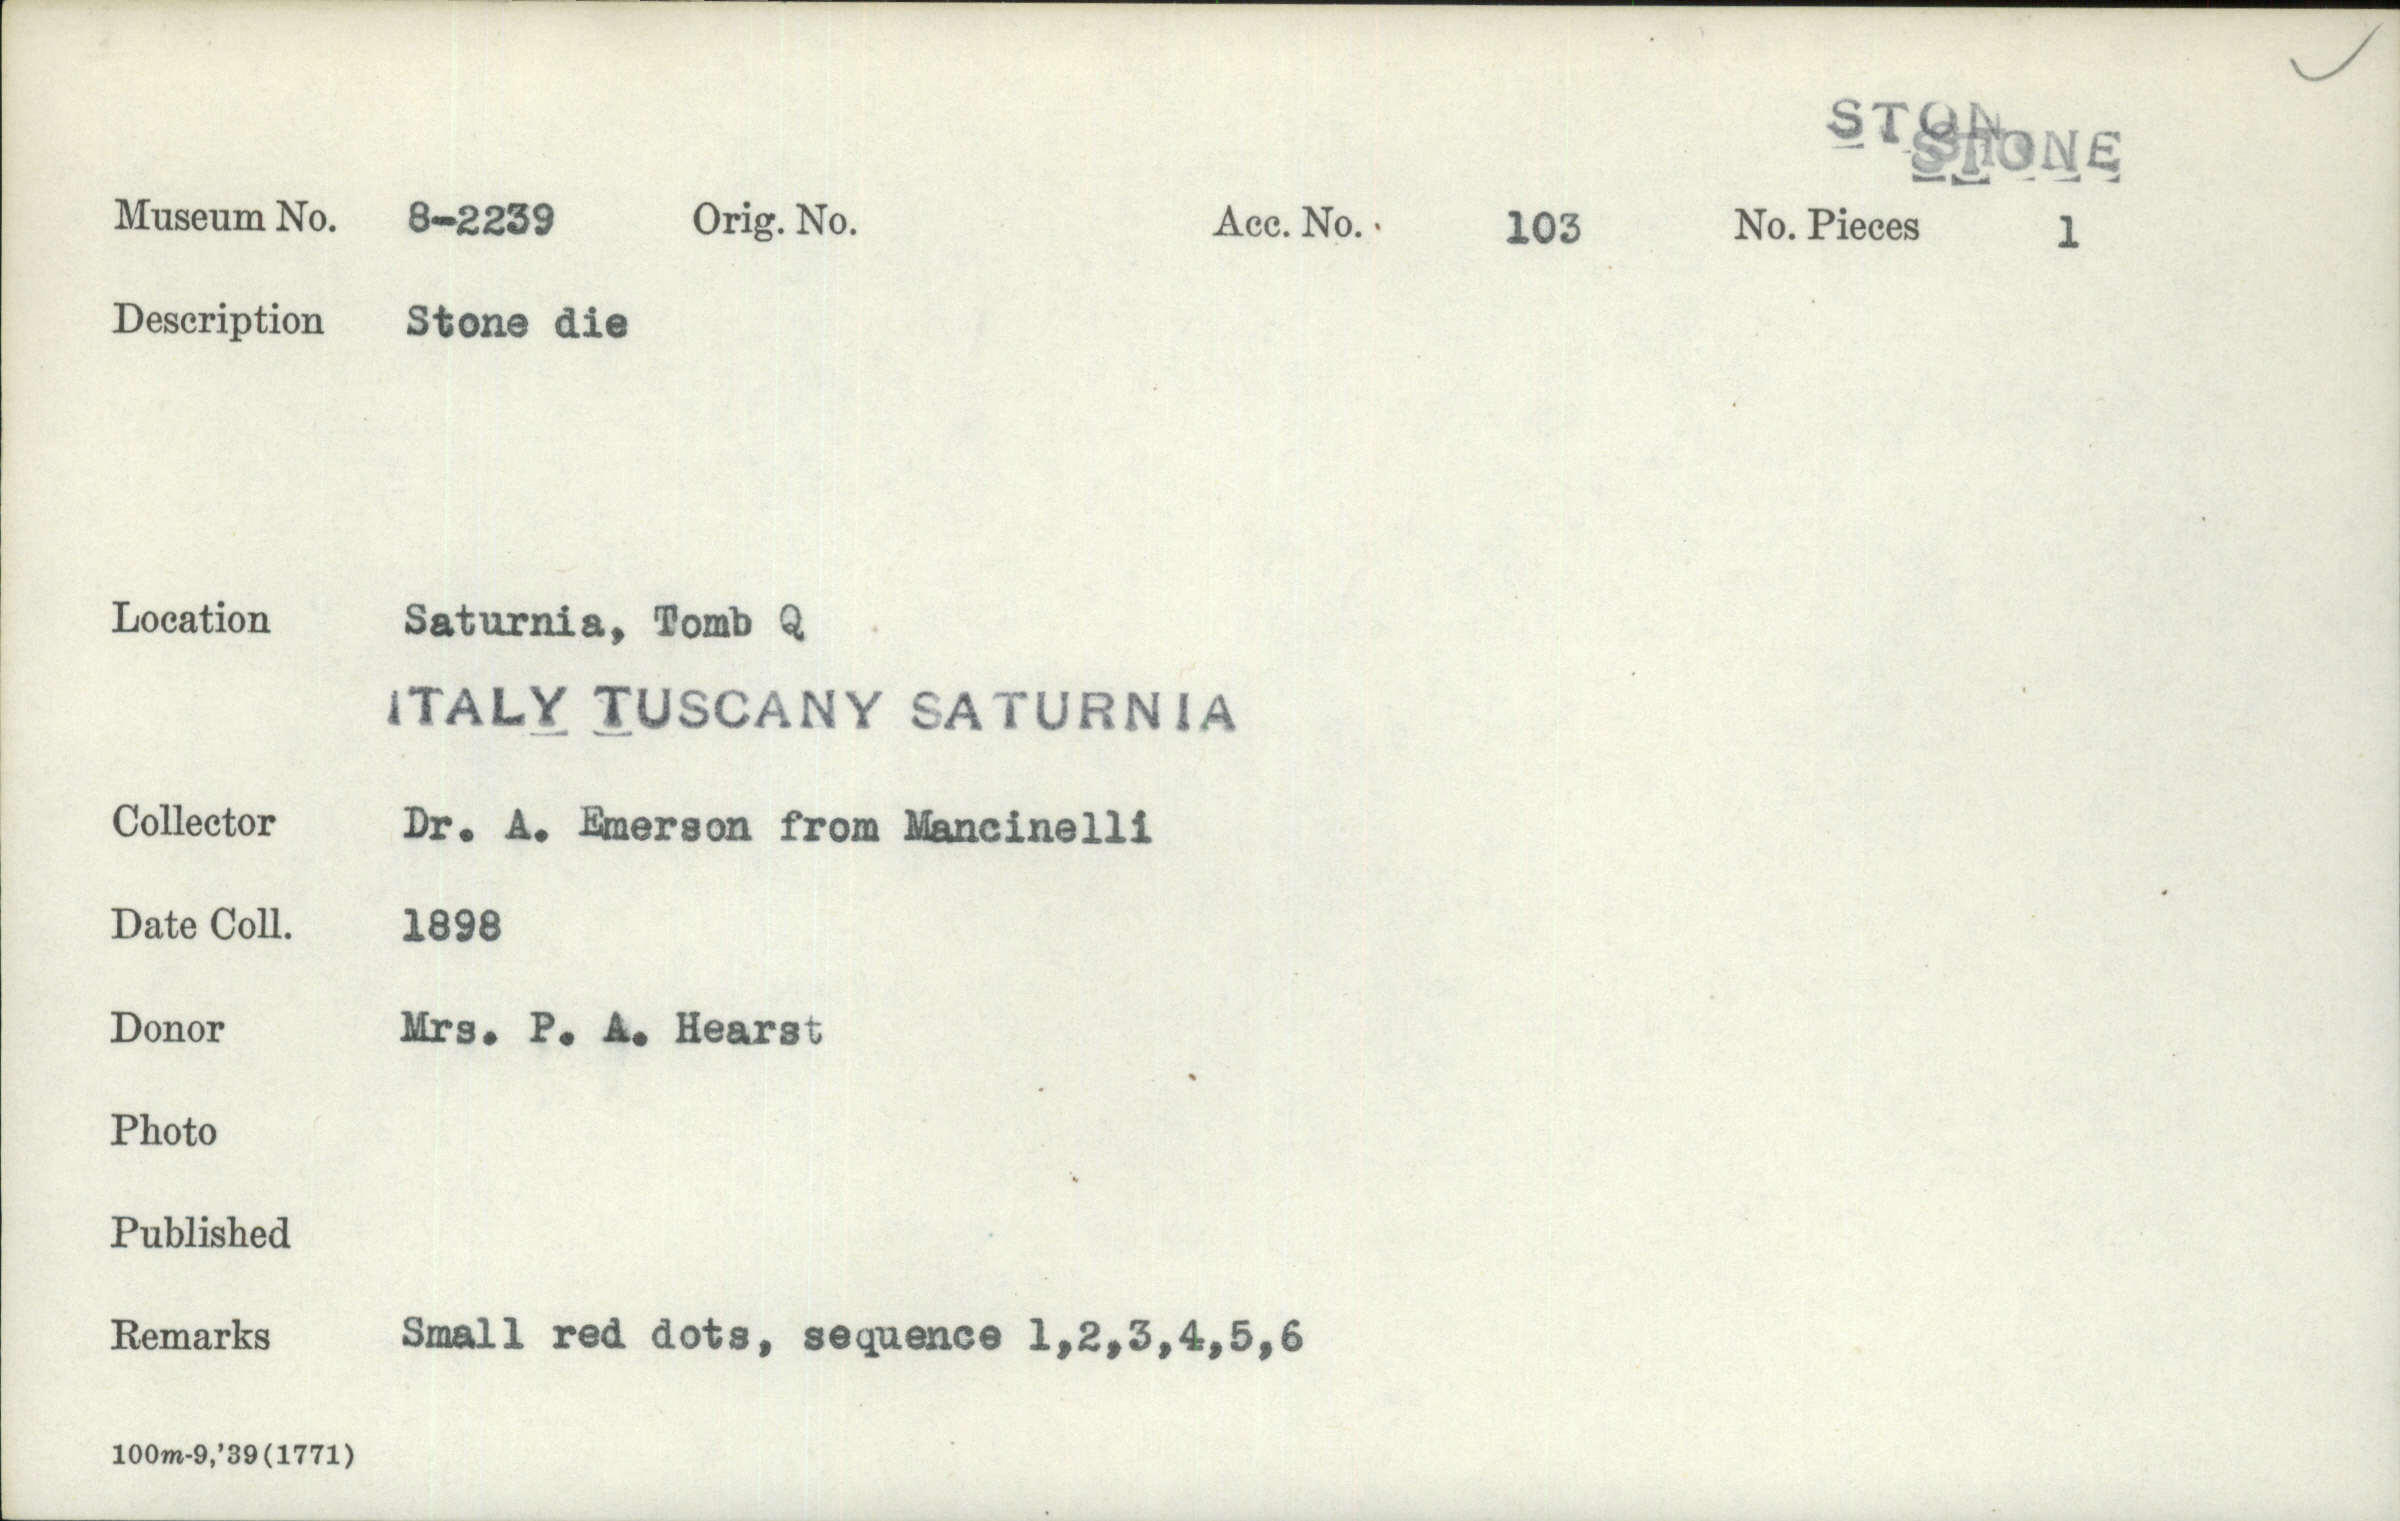 STON
STONE
Museum No. 8-2239 Orig. No. Acc. No. 103 No. Pieces 1
Description Stone die
Location Saturnia, Tomb Q
ITALY TUSCANY SATURNIA
Collector Dr. A. Emerson from Mancinelli
Date Coll. 1898
Donor Mrs. P. A. Hearst
Photo
Published
Remarks Small red dots, sequence 1,2,3,4,5,6
100m-9,'39(1771)